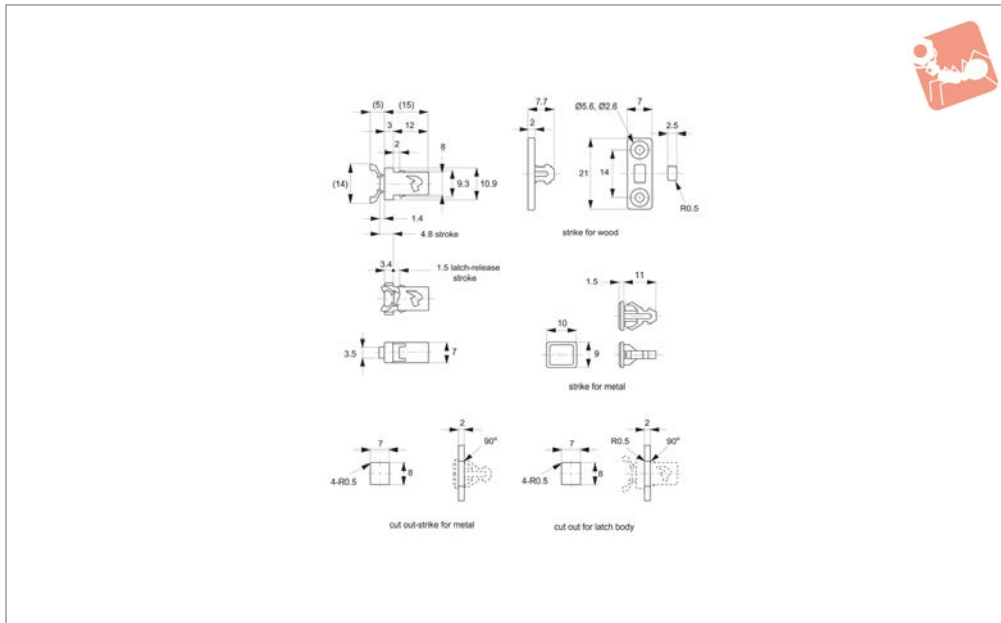 (5) (15)
3 12
2
8
(14)
9.3 10.9
1.4
4.8 stroke
7.7
2
Ø5.6, Ø2.6
7
2.5
21
14
R0.5
strike for wood
3.4
1.5 latch-release
stroke
3.5
7
1.5 11
10
9
strike for metal
7
4-R0.5
8
2
90°
cut out-strike for metal
7
4-R0.5
8
2
R0.5
90°
cut out for latch body